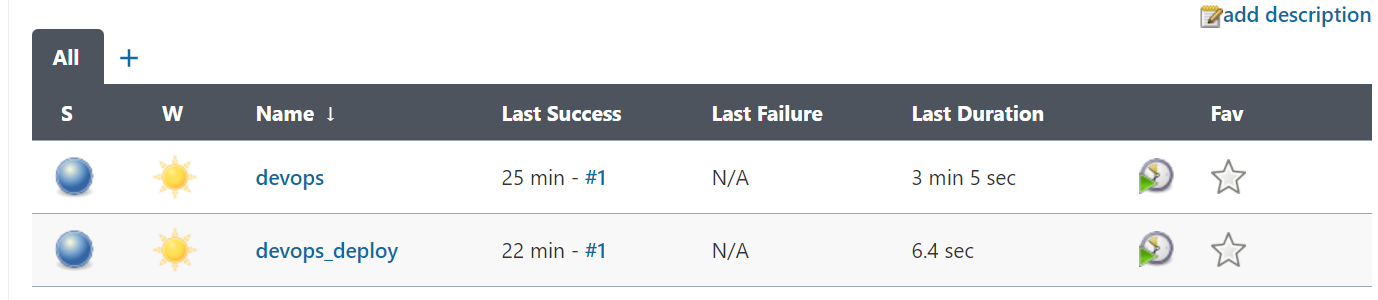 add description
All +
S W Name ↓ Last Success Last Failure Last Duration Fav
devops 25 min - #1 N/A 3 min 5 sec
devops_deploy 22 min - #1 N/A 6.4 sec